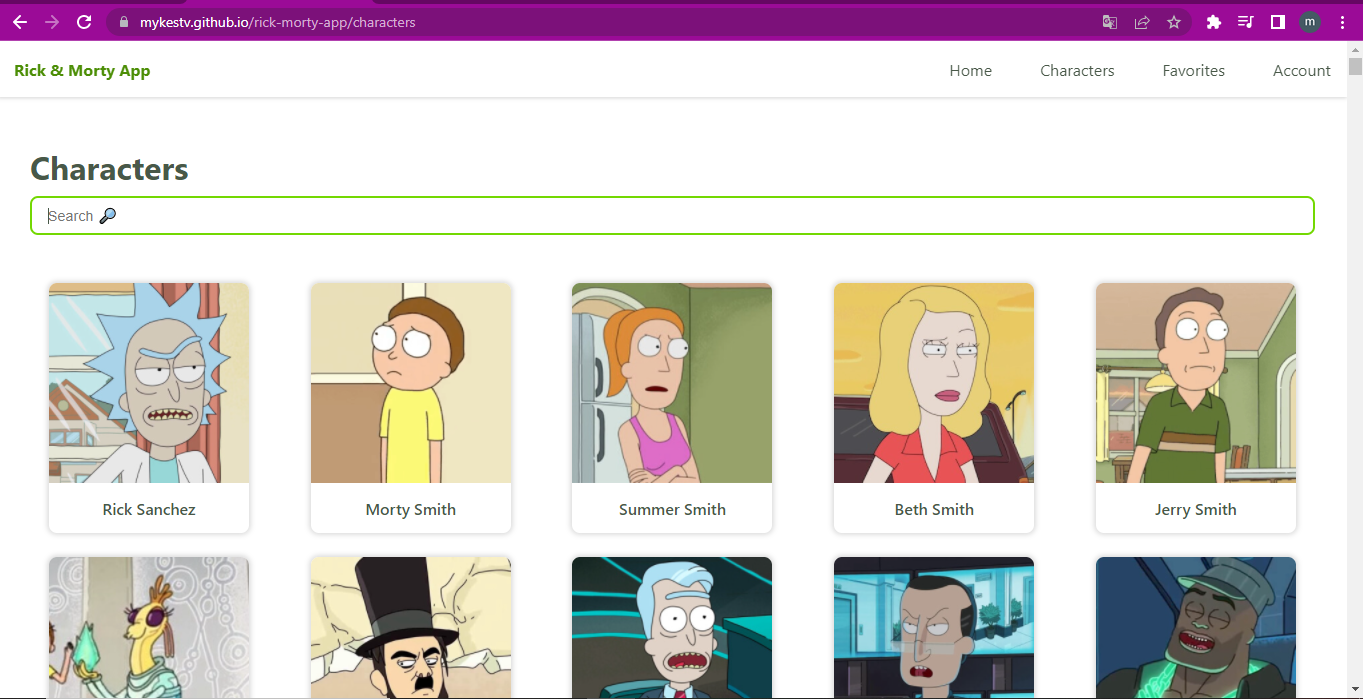 mykestv.github.io/rick-morty-app/characters
m
Rick & Morty App
Home
Characters
Favorites
Account
Characters
Search 🔎
Rick Sanchez
Morty Smith
Summer Smith
Beth Smith
Jerry Smith